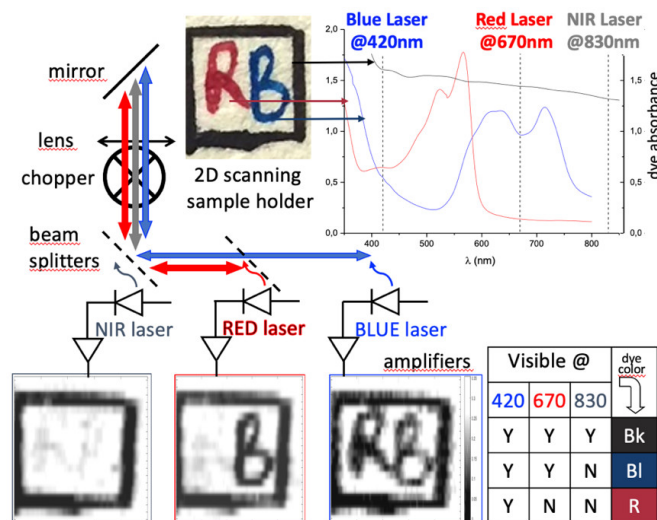 Blue Laser @420nm
Red Laser @670nm
NIR Laser @830nm
mirror
lens
chopper
beam splitters
R B
2D scanning sample holder
2,0
1,5
1,0
0,5
0,0
400 500 600 700 800
λ (nm)
1,5
1,0
0,5
0,0
dye absorbance
NIR laser
RED laser
BLUE laser
amplifiers
B
RB
Visible @
dye color
420 670 830
Y Y Y Bk
Y Y N Bl
Y N N R